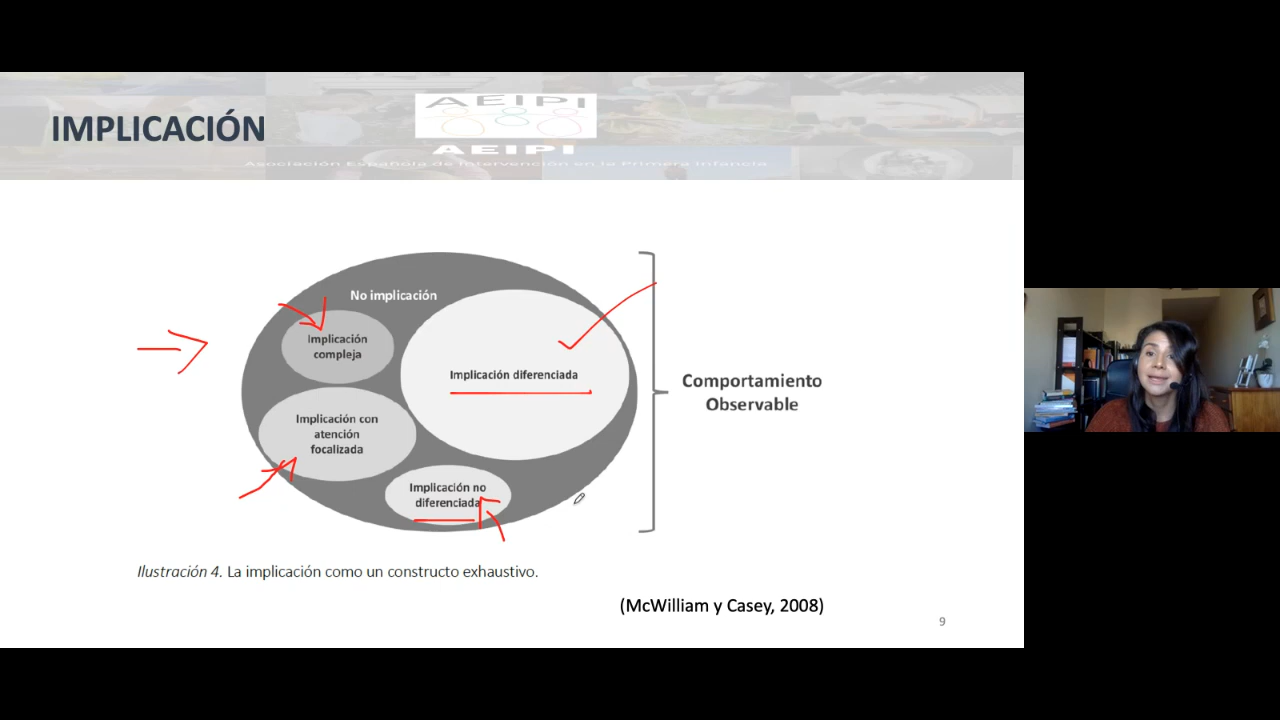 IMPLICACIÓN
AEIPI
AEIPI
Asociación Española de Intervención en la Primera Infancia
No implicación
Implicación
compleja
Implicación diferenciada
Implicación con
atención
focalizada
Implicación no
diferenciada
Comportamiento
Observable
Ilustración 4. La implicación como un constructo exhaustivo.
(McWilliam y Casey, 2008)
9